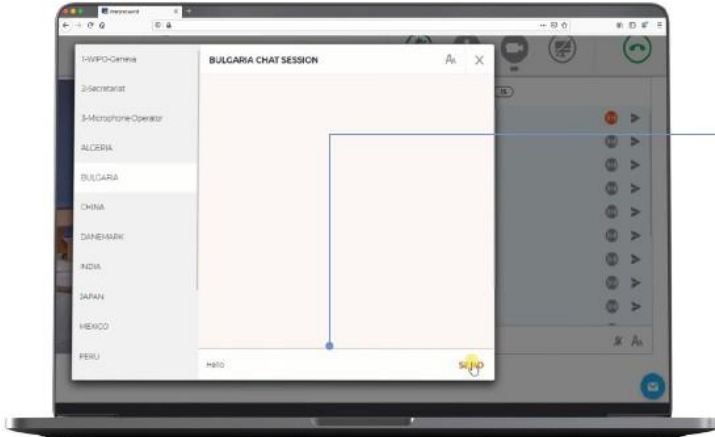 1-WIPO-Geneva
2-Secretariat
3-Microphone-Operator
ALGERIA
BULGARIA
CHINA
DANEMARK
INDIA
JAPAN
MEXICO
PERU
BULGARIA CHAT SESSION
AA
Hello
SEND